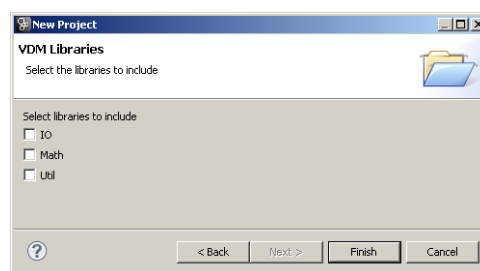 New Project
VDM Libraries
Select the libraries to include
Select libraries to include
IO
Math
Util
? < Back Next > Finish Cancel